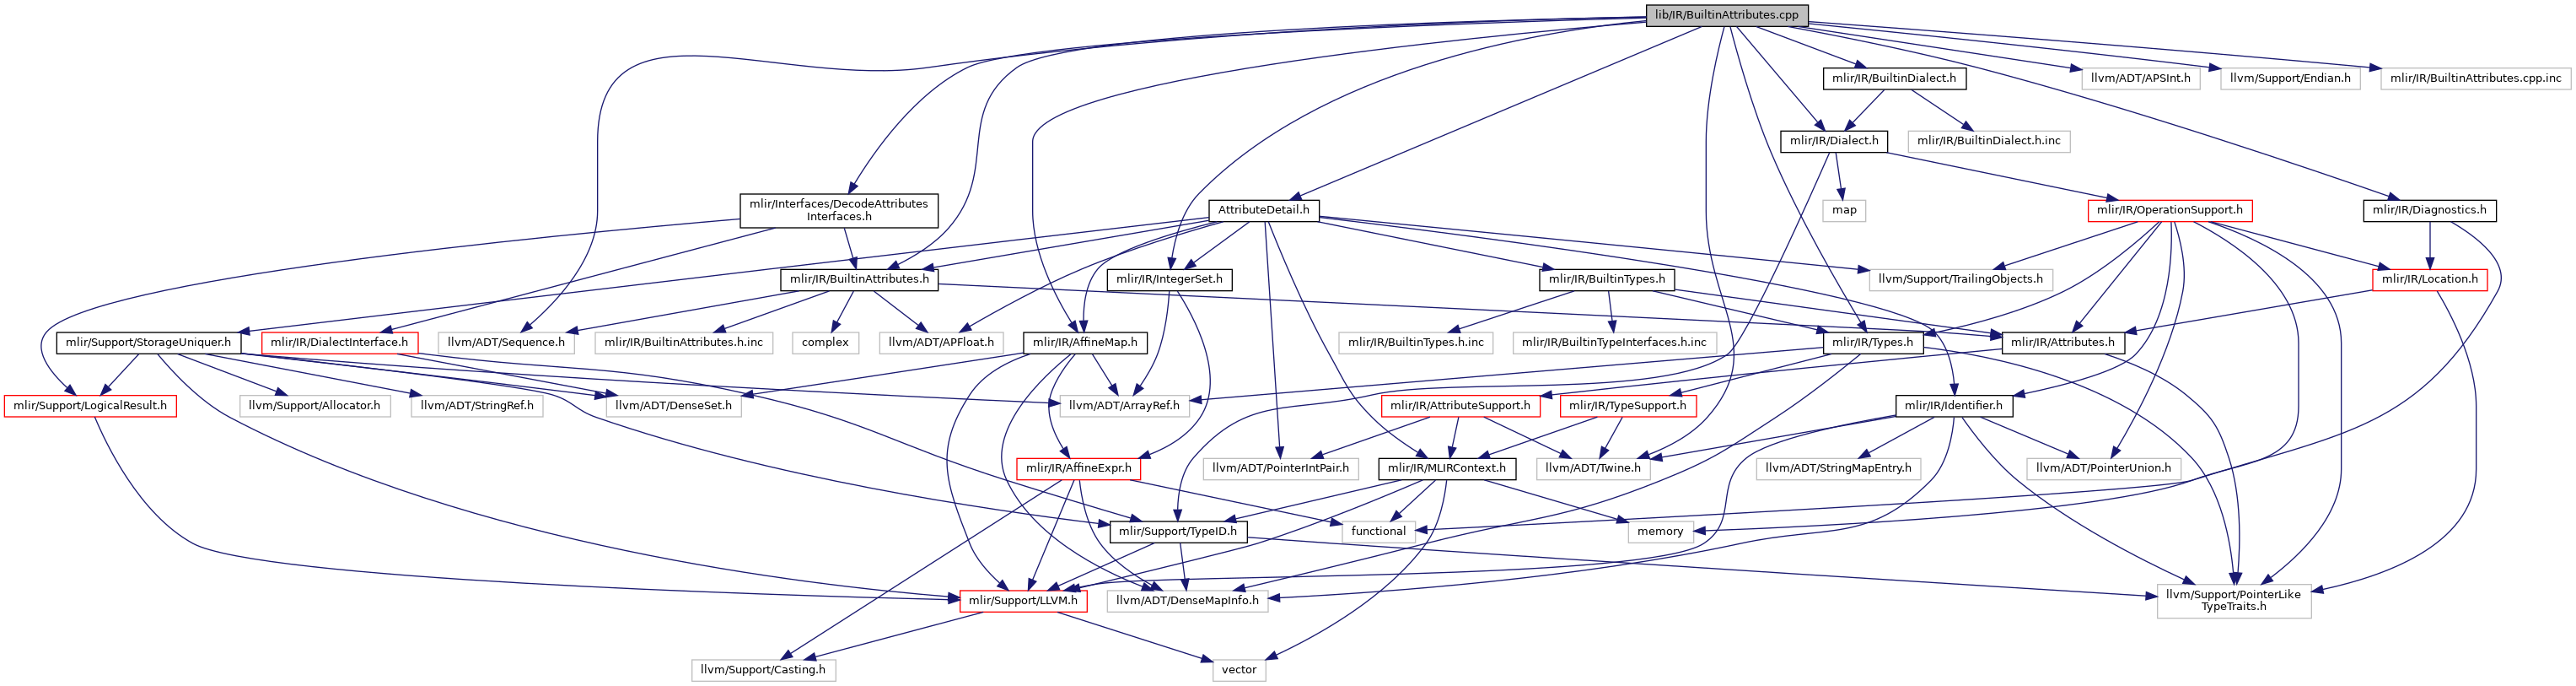 lib/IR/BuiltinAttributes.cpp
mlir/IR/BuiltinDialect.h
llvm/ADT/APSInt.h
llvm/Support/Endian.h
mlir/IR/BuiltinAttributes.cpp.inc
mlir/IR/Dialect.h
mlir/IR/BuiltinDialect.h.inc
mlir/Interfaces/DecodeAttributes
Interfaces.h
AttributeDetail.h
map
mlir/IR/OperationSupport.h
mlir/IR/Diagnostics.h
mlir/IR/BuiltinAttributes.h
mlir/IR/IntegerSet.h
mlir/IR/BuiltinTypes.h
llvm/Support/TrailingObjects.h
mlir/IR/Location.h
mlir/Support/StorageUniquer.h
mlir/IR/DialectInterface.h
llvm/ADT/Sequence.h
mlir/IR/BuiltinAttributes.h.inc
complex
llvm/ADT/APFloat.h
mlir/IR/AffineMap.h
mlir/IR/BuiltinTypes.h.inc
mlir/IR/BuiltinTypeInterfaces.h.inc
mlir/IR/Types.h
mlir/IR/Attributes.h
mlir/Support/LogicalResult.h
llvm/Support/Allocator.h
llvm/ADT/StringRef.h
llvm/ADT/DenseSet.h
llvm/ADT/ArrayRef.h
mlir/IR/AttributeSupport.h
mlir/IR/TypeSupport.h
mlir/IR/Identifier.h
mlir/IR/AffineExpr.h
llvm/ADT/PointerIntPair.h
mlir/IR/MLIRContext.h
llvm/ADT/Twine.h
llvm/ADT/StringMapEntry.h
llvm/ADT/PointerUnion.h
mlir/Support/TypeID.h
functional
memory
mlir/Support/LLVM.h
llvm/ADT/DenseMapInfo.h
llvm/Support/PointerLike
TypeTraits.h
llvm/Support/Casting.h
vector